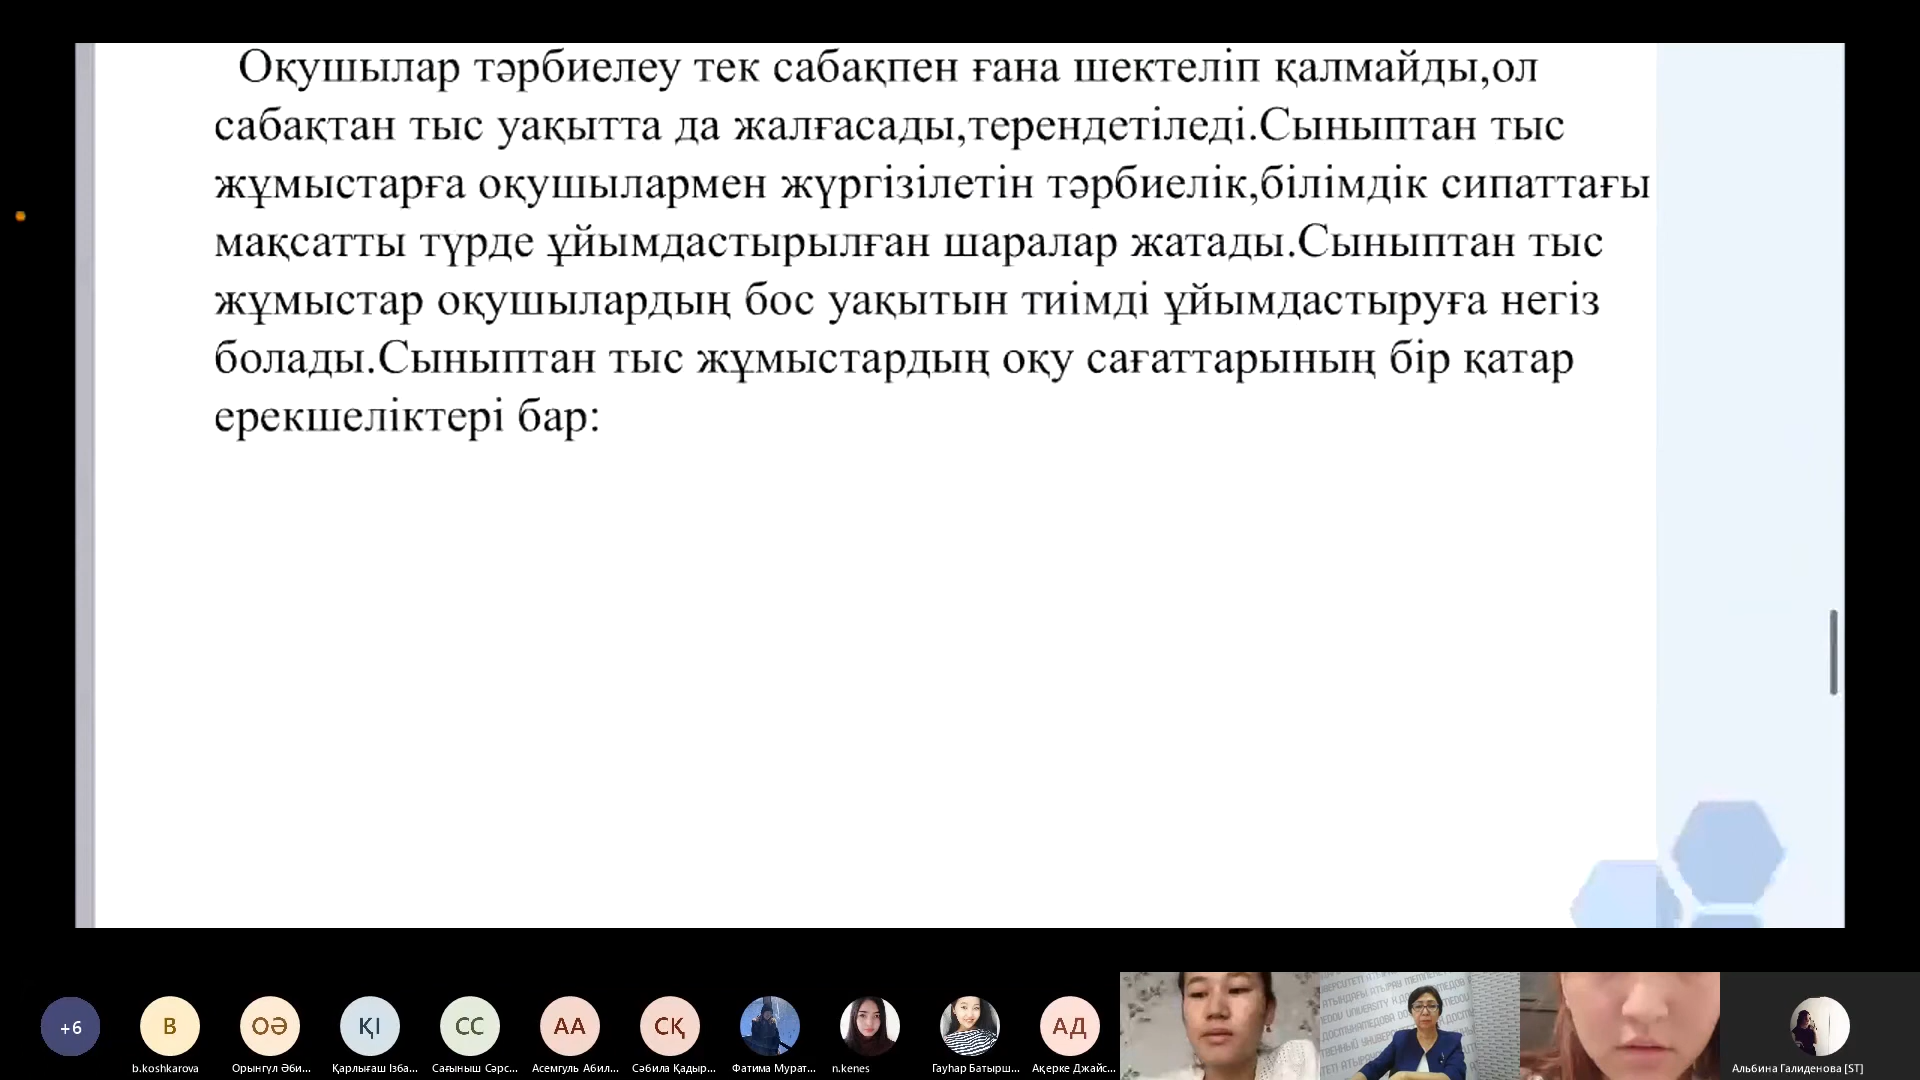 Оқушылар тәрбиелеу тек сабақпен ғана шектеліп қалмайды,ол
сабақтан тыс уақытта да жалғасады,терендетіледі.Сыныптан тыс
жұмыстарға оқушылармен жүргізілетін тәрбиелік,білімдік сипаттағы
мақсатты түрде ұйымдастырылған шаралар жатады.Сыныптан тыс
жұмыстар оқушылардың бос уақытын тиімді ұйымдастыруға негіз
болады.Сыныптан тыс жұмыстардың оқу сағаттарының бір қатар
ерекшеліктері бар:
+6
B
ОӘ
ҚІ
СС
АА
СҚ
АД
b.koshkarova
Орынгүл Әби...
Қарлығаш Ізба...
Сағыныш Сәрс...
Асемгуль Абил...
Сәбила Қадыр...
Фатима Мурат...
n.kenes
Гаућар Батырш...
Ақерке Джайс...
Альбина Галиденова [ST]